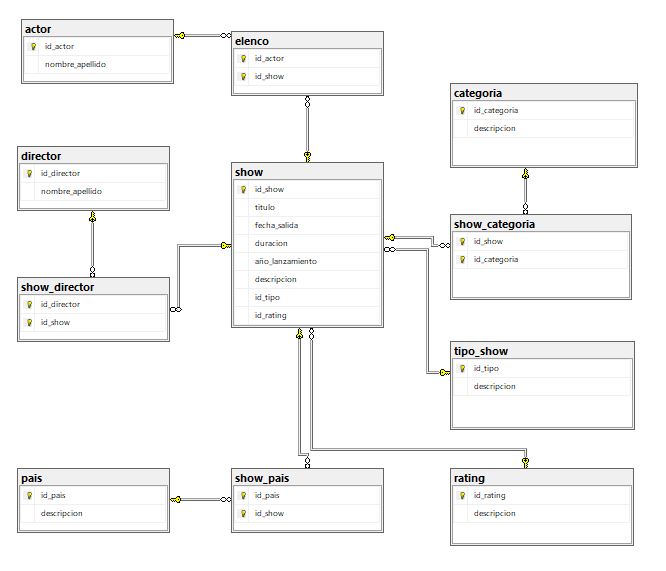 actor
id_actor
nombre_apellido
elenco
id_actor
id_show
categoria
id_categoria
descripcion
director
id_director
nombre_apellido
show
id_show
titulo
fecha_salida
duracion
año_lanzamiento
descripcion
id_tipo
id_rating
show_categoria
id_show
id_categoria
show_director
id_director
id_show
tipo_show
id_tipo
descripcion
pais
id_pais
descripcion
show_pais
id_pais
id_show
rating
id_rating
descripcion